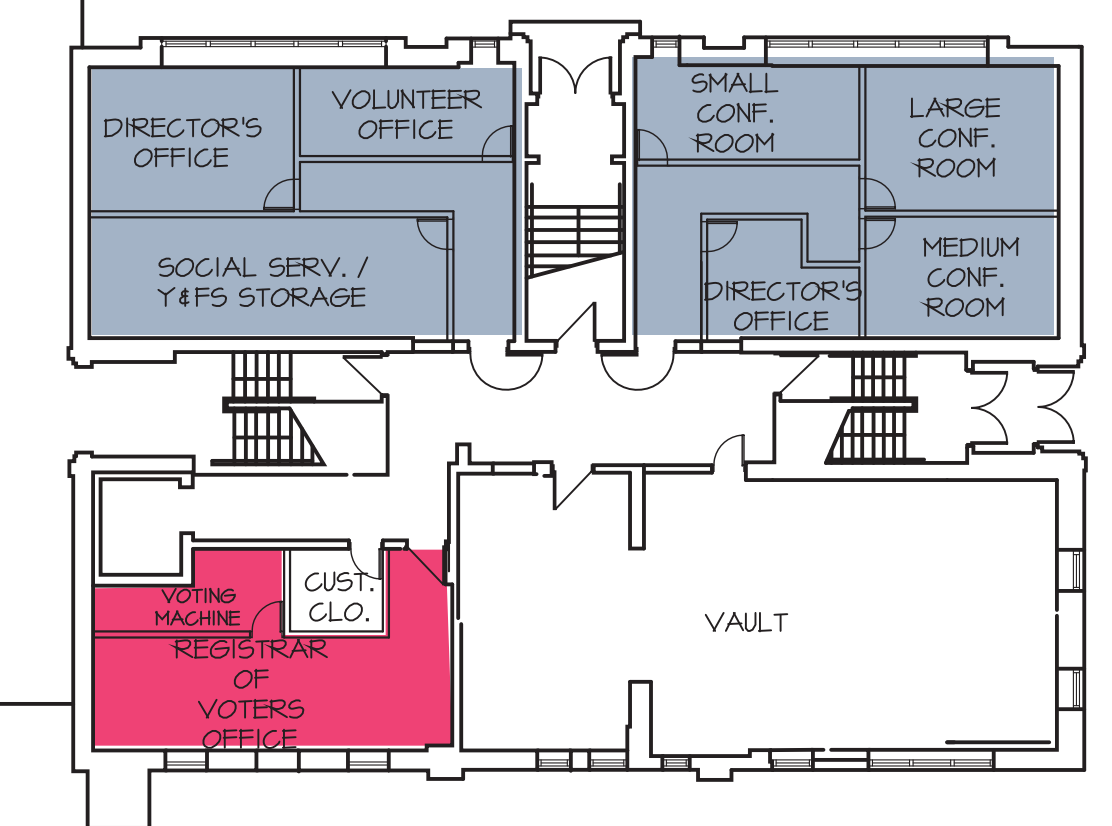 DIRECTOR'S
OFFICE
VOLUNTEER
OFFICE
SOCIAL SERV. /
Y&FS STORAGE
SMALL
CONF.
ROOM
LARGE
CONF.
ROOM
MEDIUM
CONF.
ROOM
DIRECTOR'S
OFFICE
VOTING
MACHINE
CUST.
CLO.
REGISTRAR
OF
VOTERS
OFFICE
VAULT